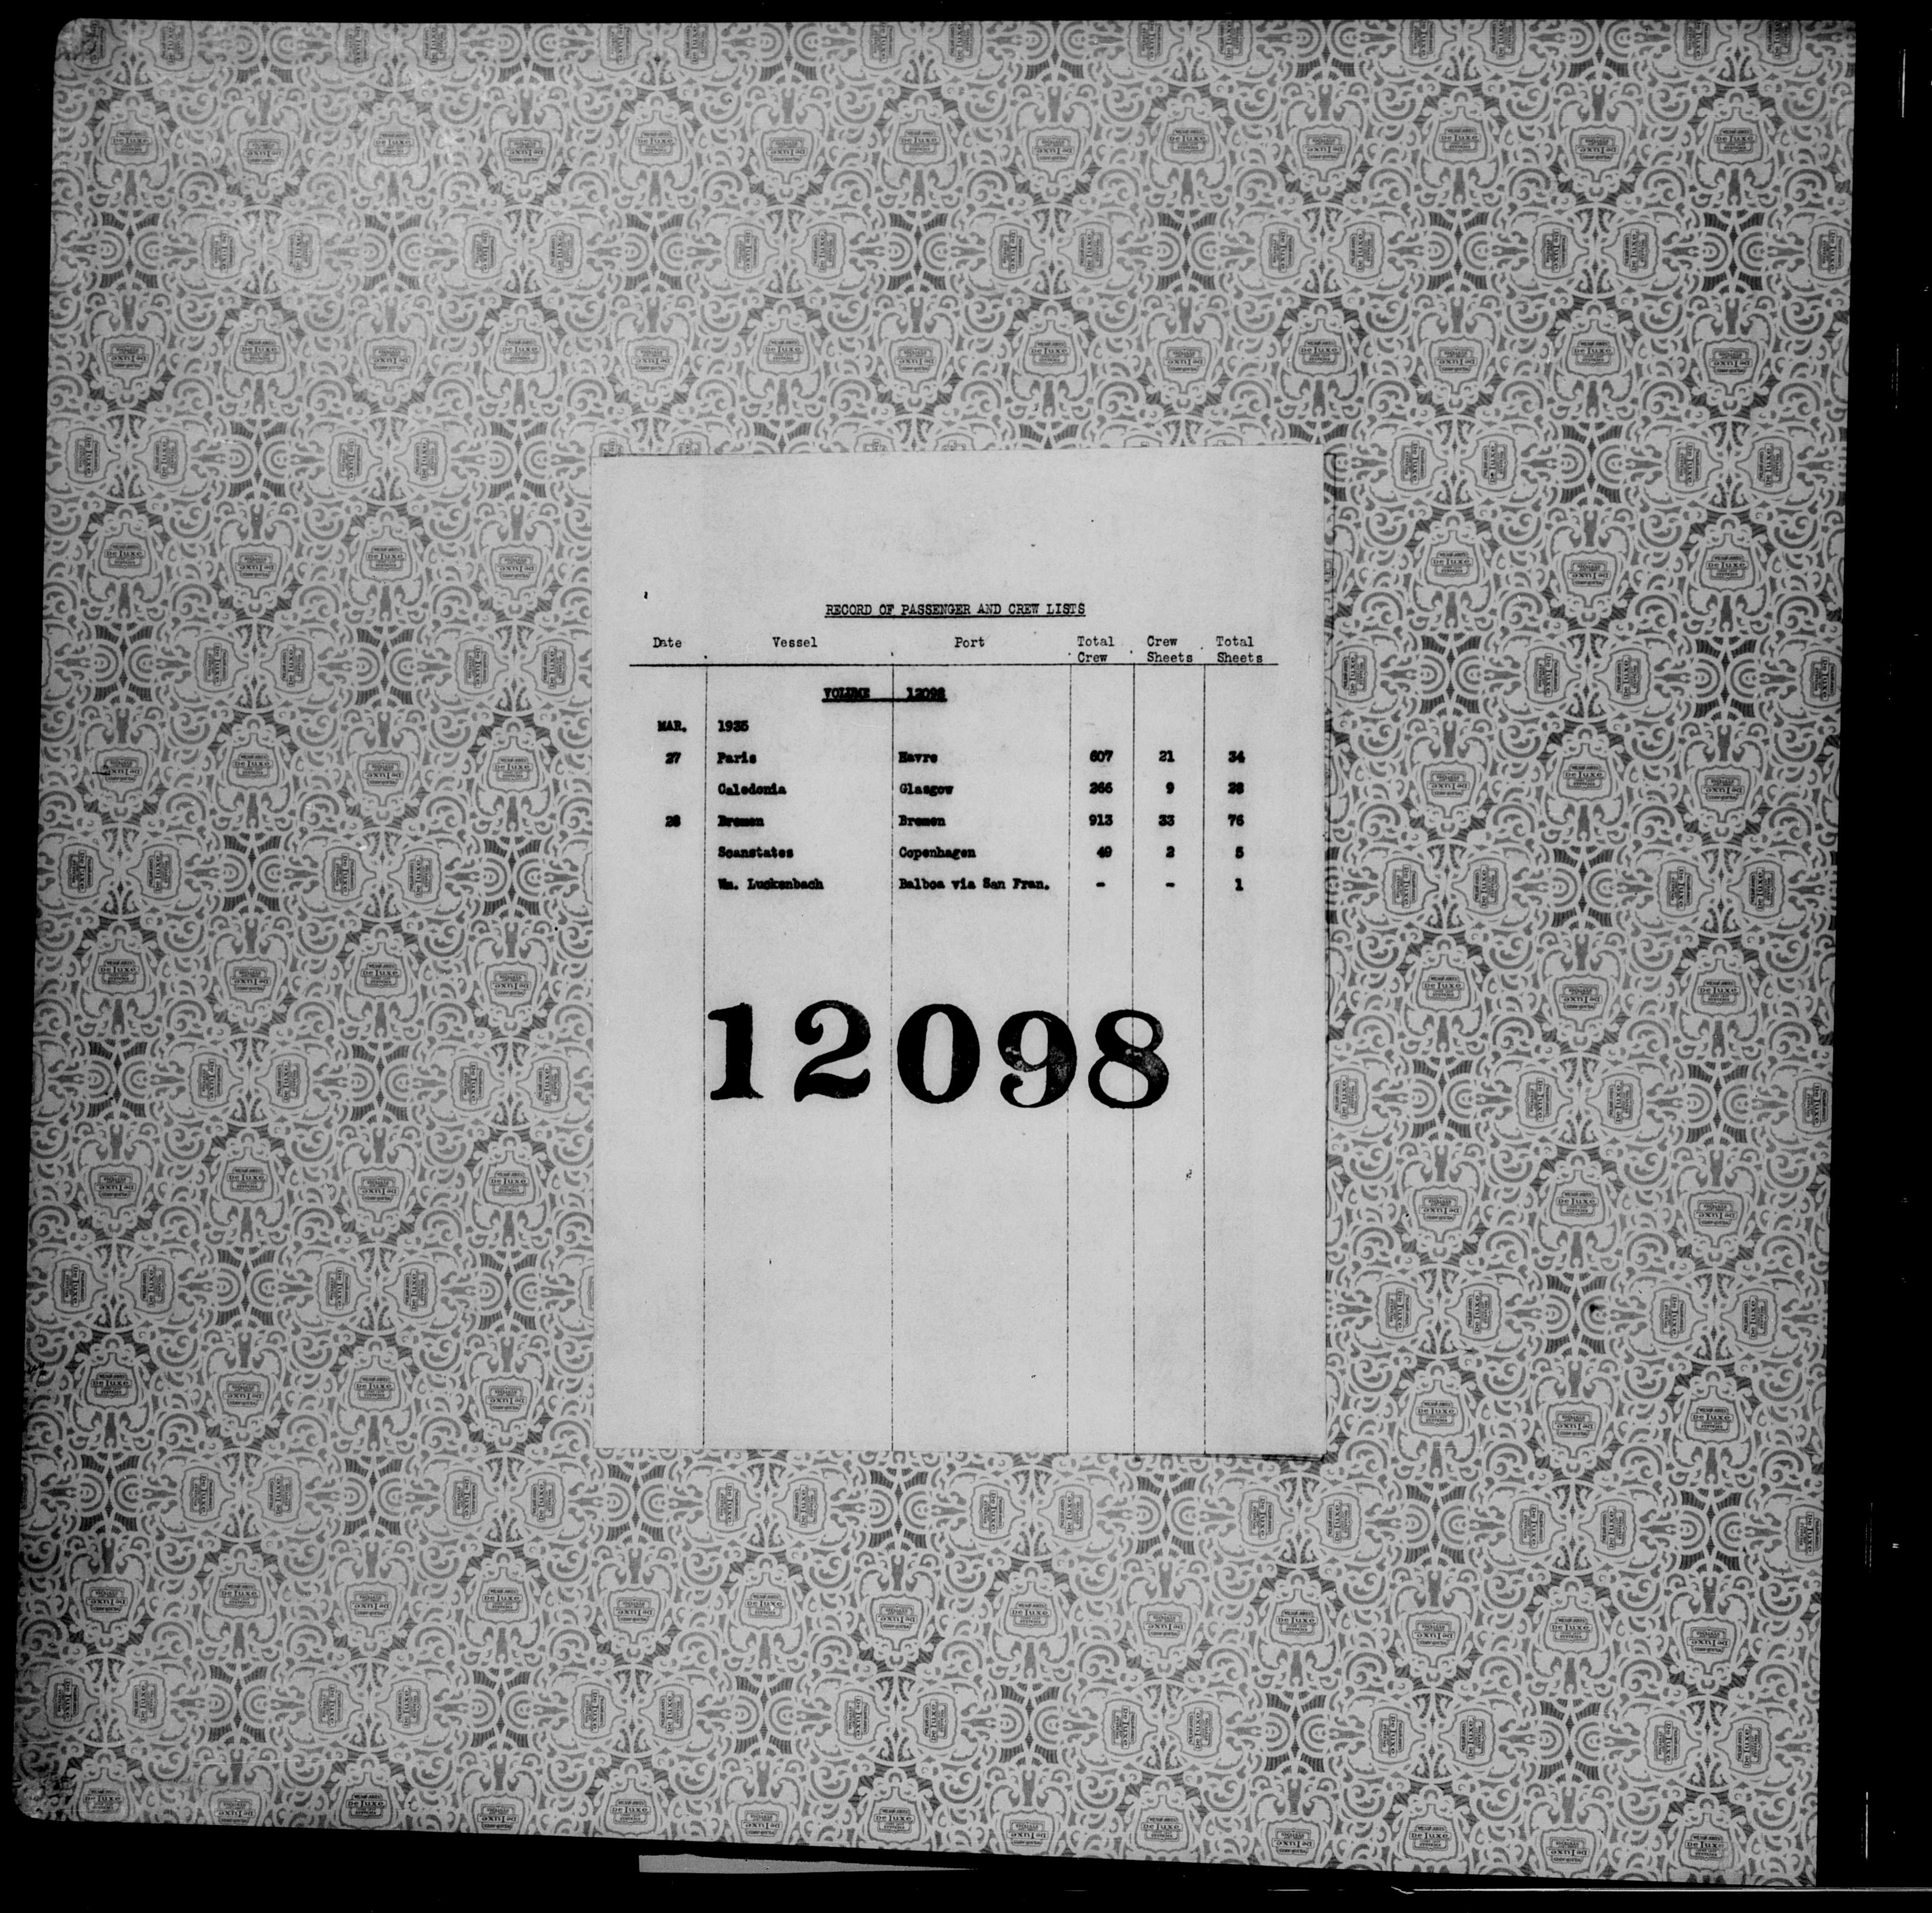 RECORD OF PASSENGER AND CREW LISTS
Date Vessel Port Total Crew Crew Sheets Total Sheets
VOLUME 12098
MAR. 1935
27 Paris Havre 607 21 34
Caledonia Glasgow 266 9 28
28 Bremen Bremen 913 33 76
Scanstates Copenhagen 49 2 5
Wm. Luckenbach Balboa via San Fran. - - 1
12098
De Luxe